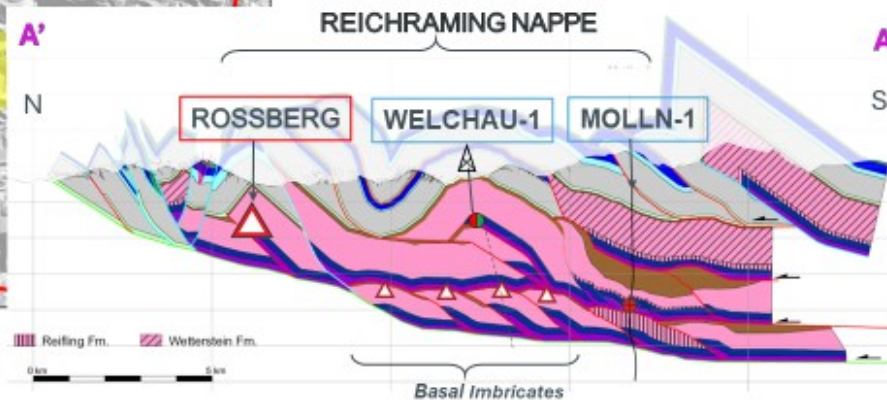 A'
REICHRAMING NAPPE
A
N
S
ROSSBERG
WELCHAU-1
MOLLN-1
Reifling Fm.
Wetterstein Fm.
0 km
5 km
Basal Imbricates